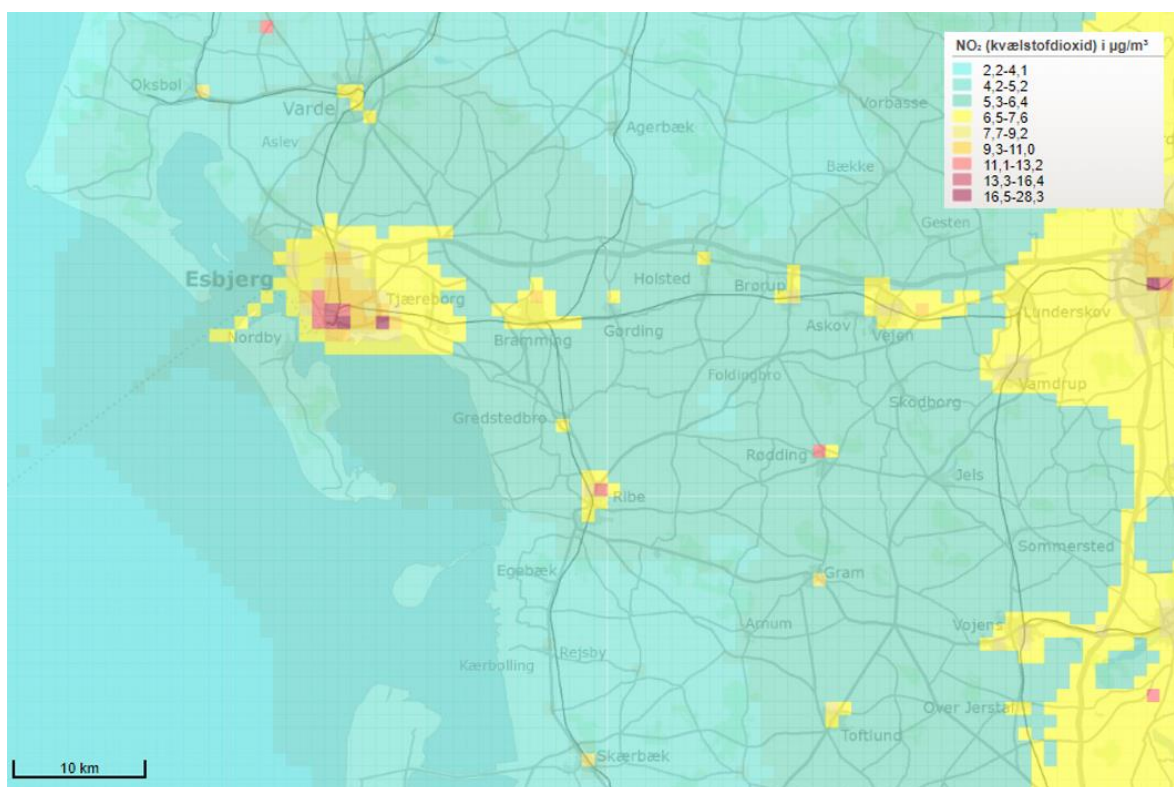 NO₂ (kvælstofdioxid) i µg/m³
2,2-4,1
4,2-5,2
5,3-6,4
6,5-7,6
7,7-9,2
9,3-11,0
11,1-13,2
13,3-16,4
16,5-28,3
Oksbøl
Varde
Vorbasse
Agerbæk
Aslev
Bække
Gesten
Esbjerg
Holsted
Brørup
Tjæreborg
Lunderskov
Nordby
Bramming
Gørding
Askov
Vejen
Foldingbro
Vamdrup
Skodborg
Gredstedbro
Rødding
Jels
Ribe
Sommersted
Egebæk
Gram
Arnum
Vojens
Rejsby
Kærbølling
Over Jerstal
Toftlund
Skærbæk
10 km